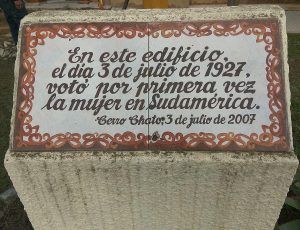 En este edificio,
el día 3 de julio de 1927,
votó por primera vez
la mujer en Sudamérica.
Cerro Chato, 3 de julio de 2007